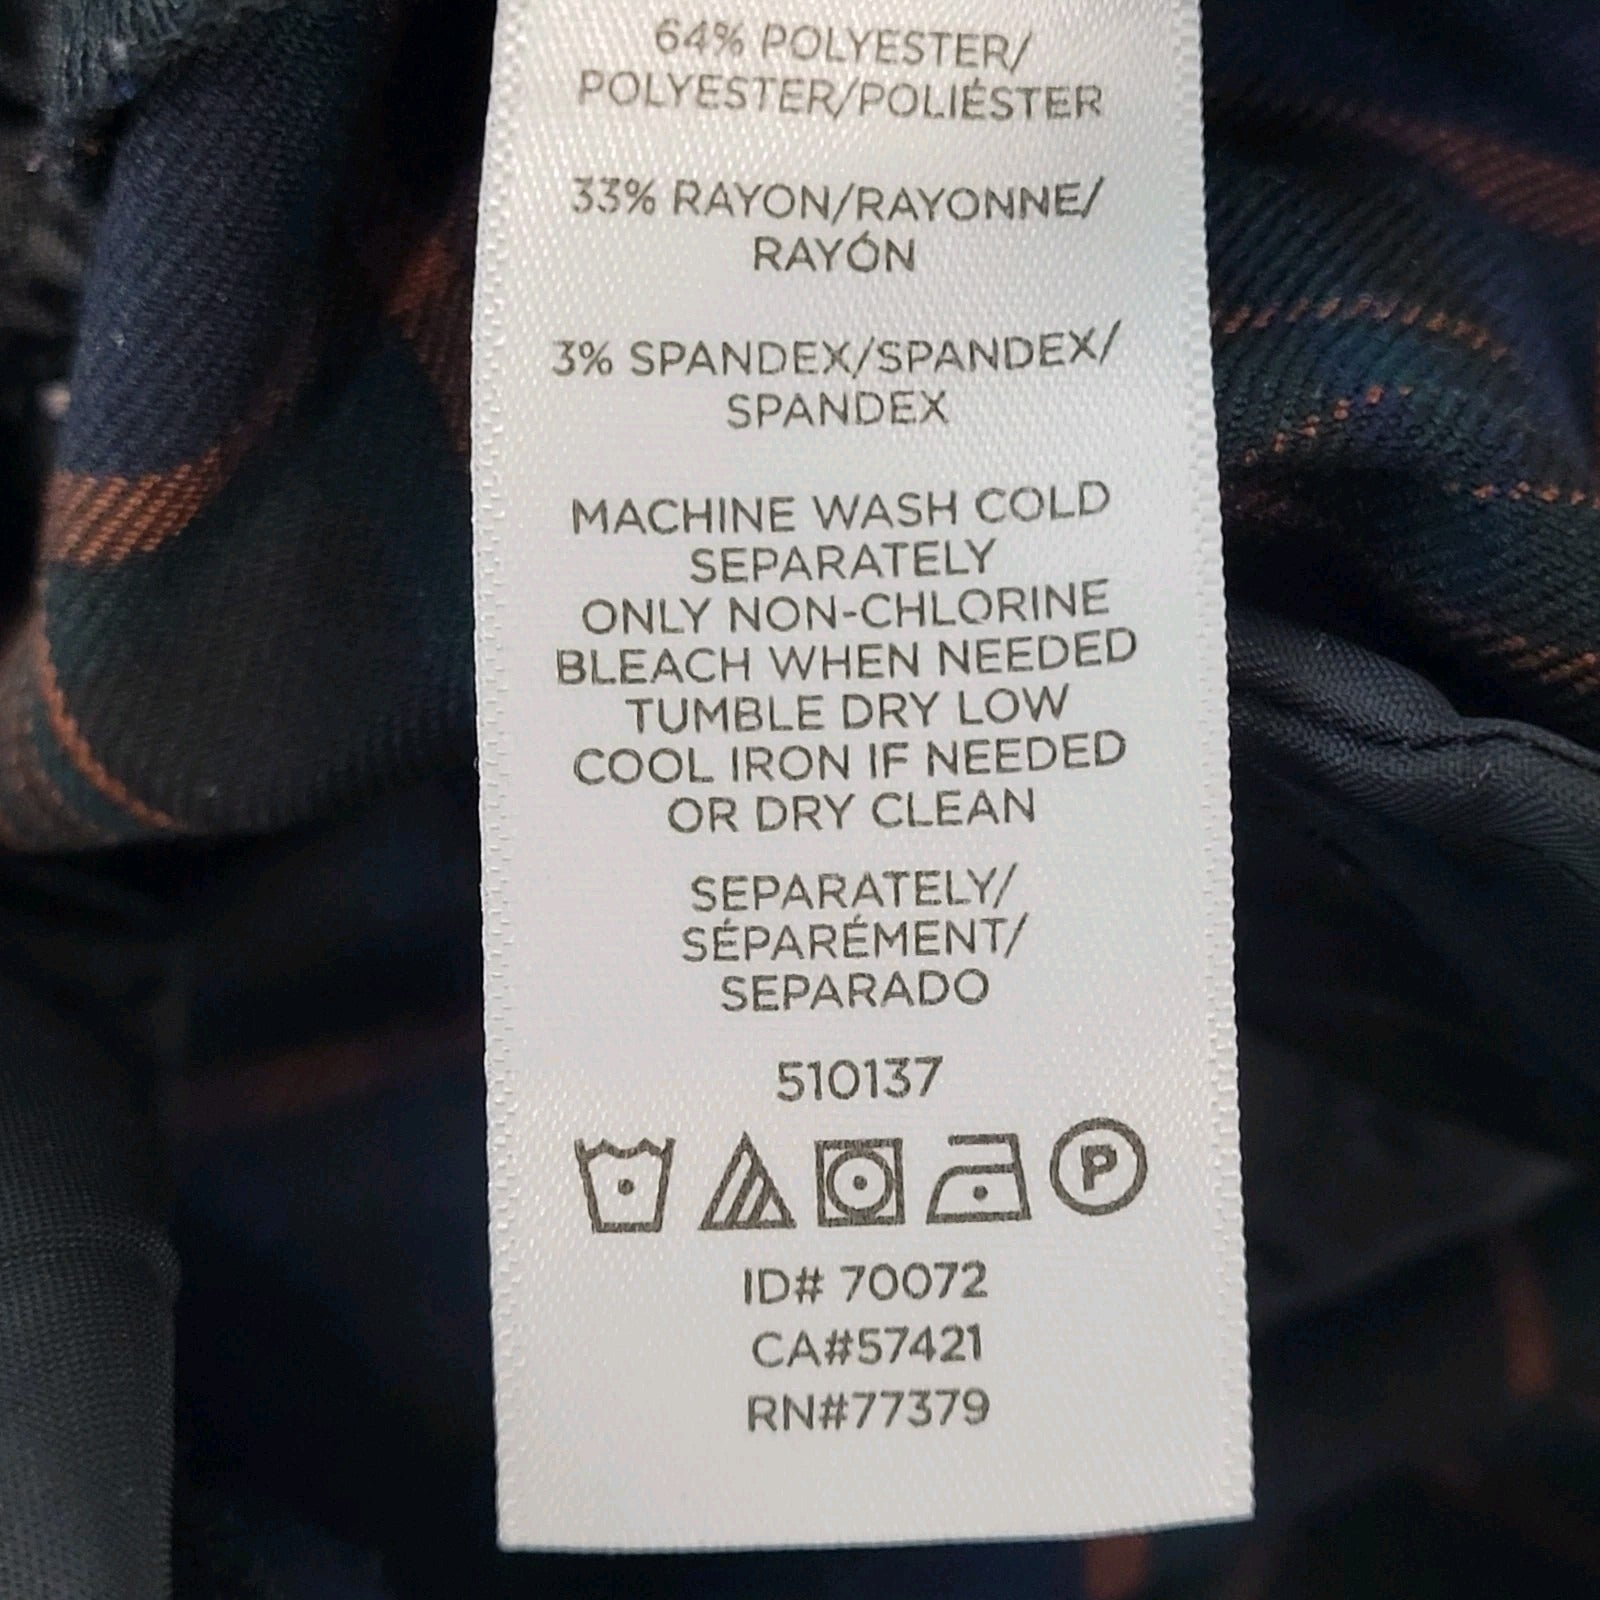 64% POLYESTER/
POLYESTER/POLIÉSTER
33% RAYON/RAYONNE/
RAYÓN
3% SPANDEX/SPANDEX/
SPANDEX
MACHINE WASH COLD
SEPARATELY
ONLY NON-CHLORINE
BLEACH WHEN NEEDED
TUMBLE DRY LOW
COOL IRON IF NEEDED
OR DRY CLEAN
SEPARATELY/
SÉPARÉMENT/
SEPARADO
510137
P
ID# 70072
CA#57421
RN#77379